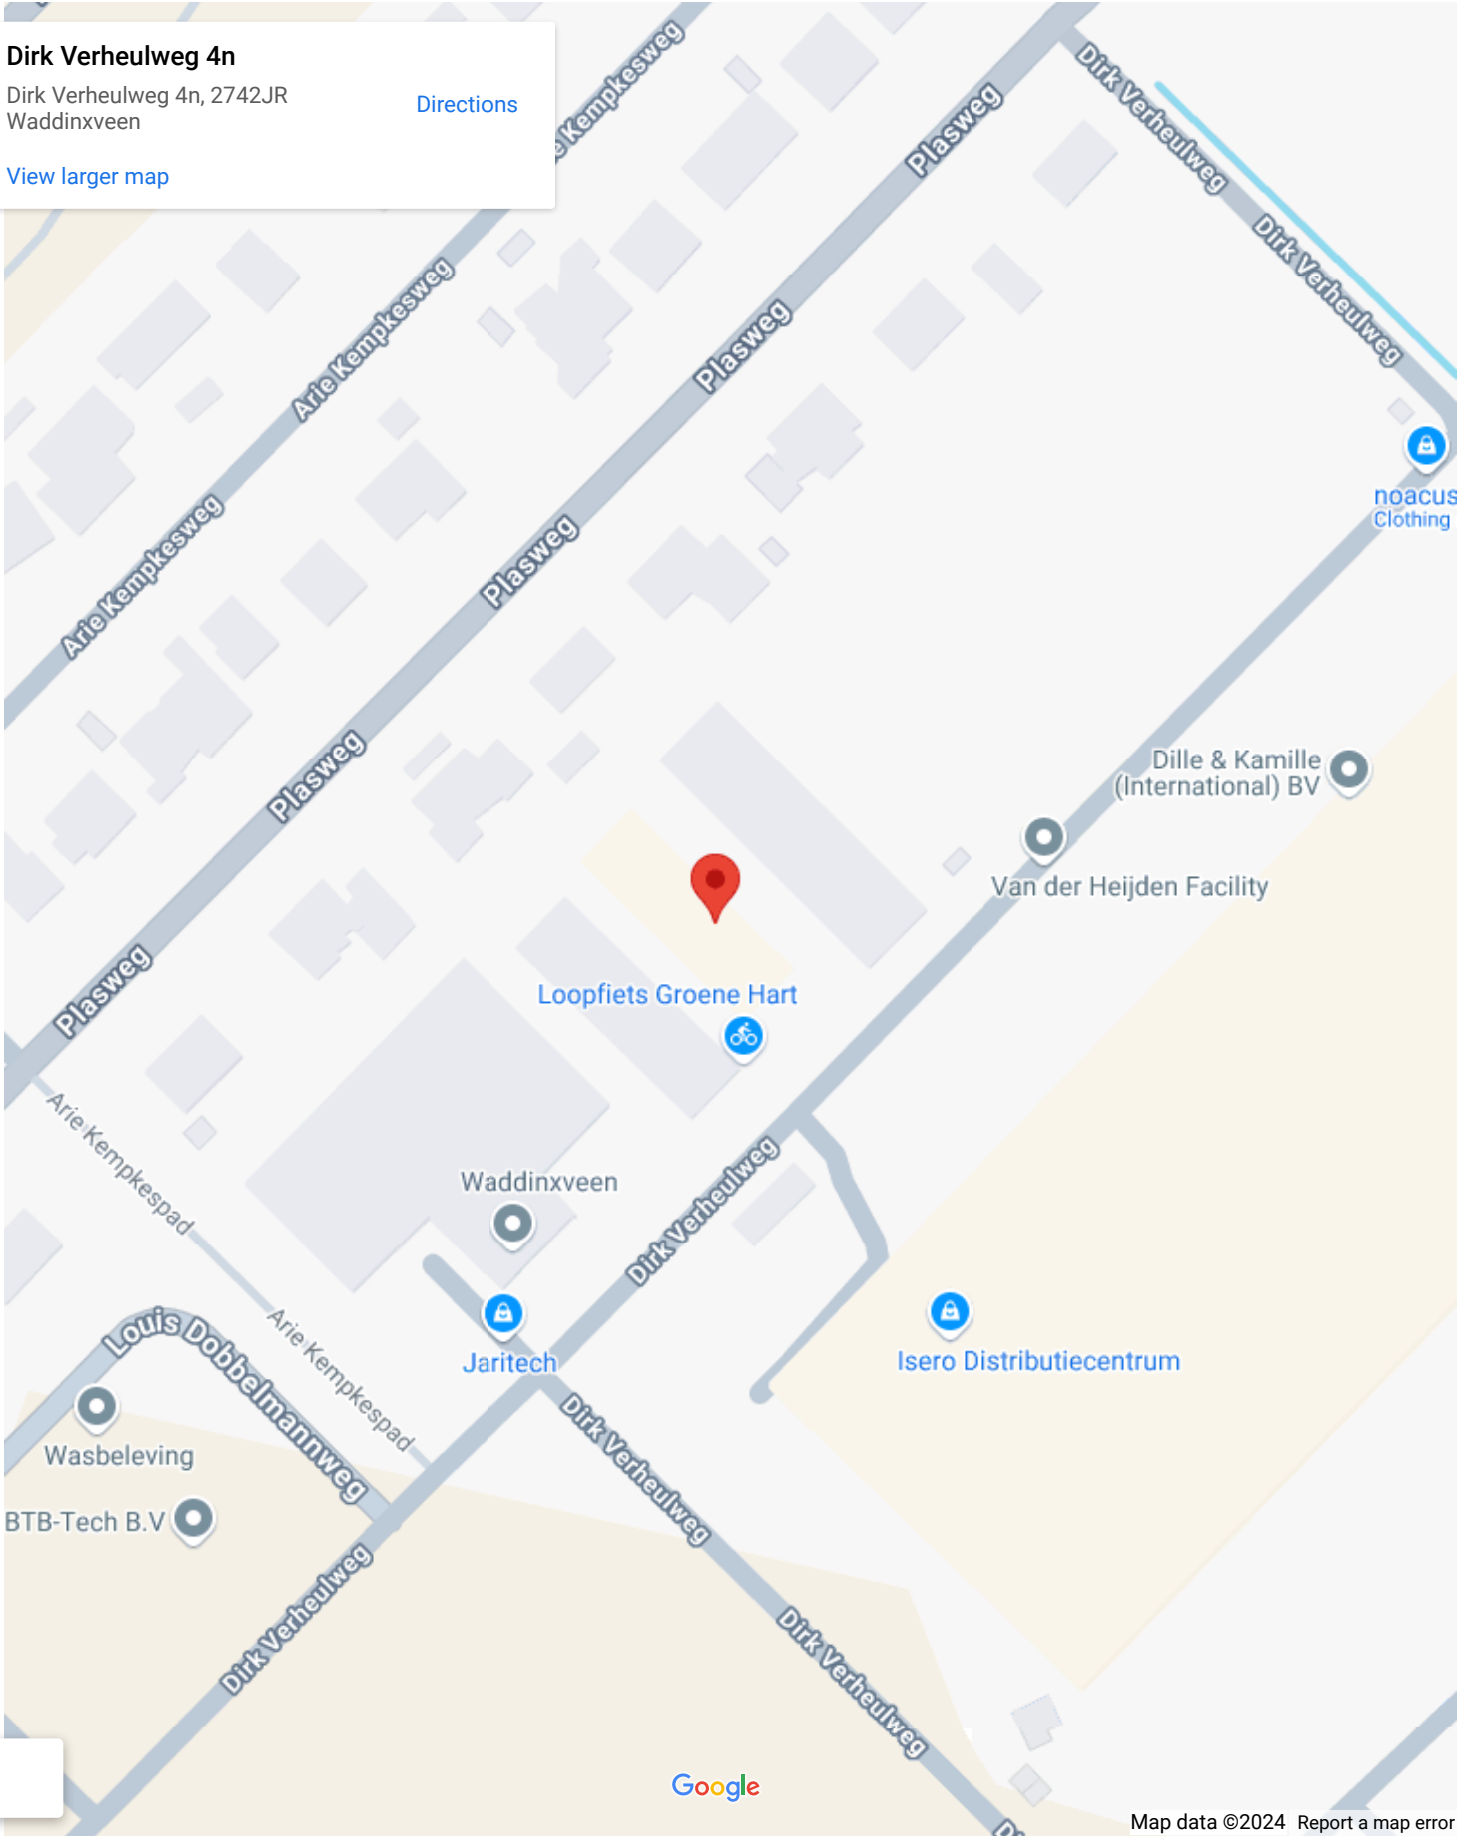 Dirk Verheulweg 4n
Dirk Verheulweg 4n, 2742JR
Waddinxveen
Directions
View larger map
e Kempkesweg
Kempkesweg
Plasweg
Dirk Verheulweg
Dirk Verheulweg
Arie Kempkesweg
Plasweg
noacus
Clothing
Arie Kempkesweg
Plasweg
Plasweg
Dille & Kamille
(International) BV
Van der Heijden Facility
Plasweg
Loopfiets Groene Hart
Arie Kempkespad
Waddinxveen
Dirk Verheulweg
Jaritech
Isero Distributiecentrum
Louis Dobbelmannweg
Arie Kempkespad
Wasbeleving
BTB-Tech B.V
Dirk Verheulweg
Dirk Verheulweg
Dirk Verheulweg
Google
Map data ©2024
Report a map error